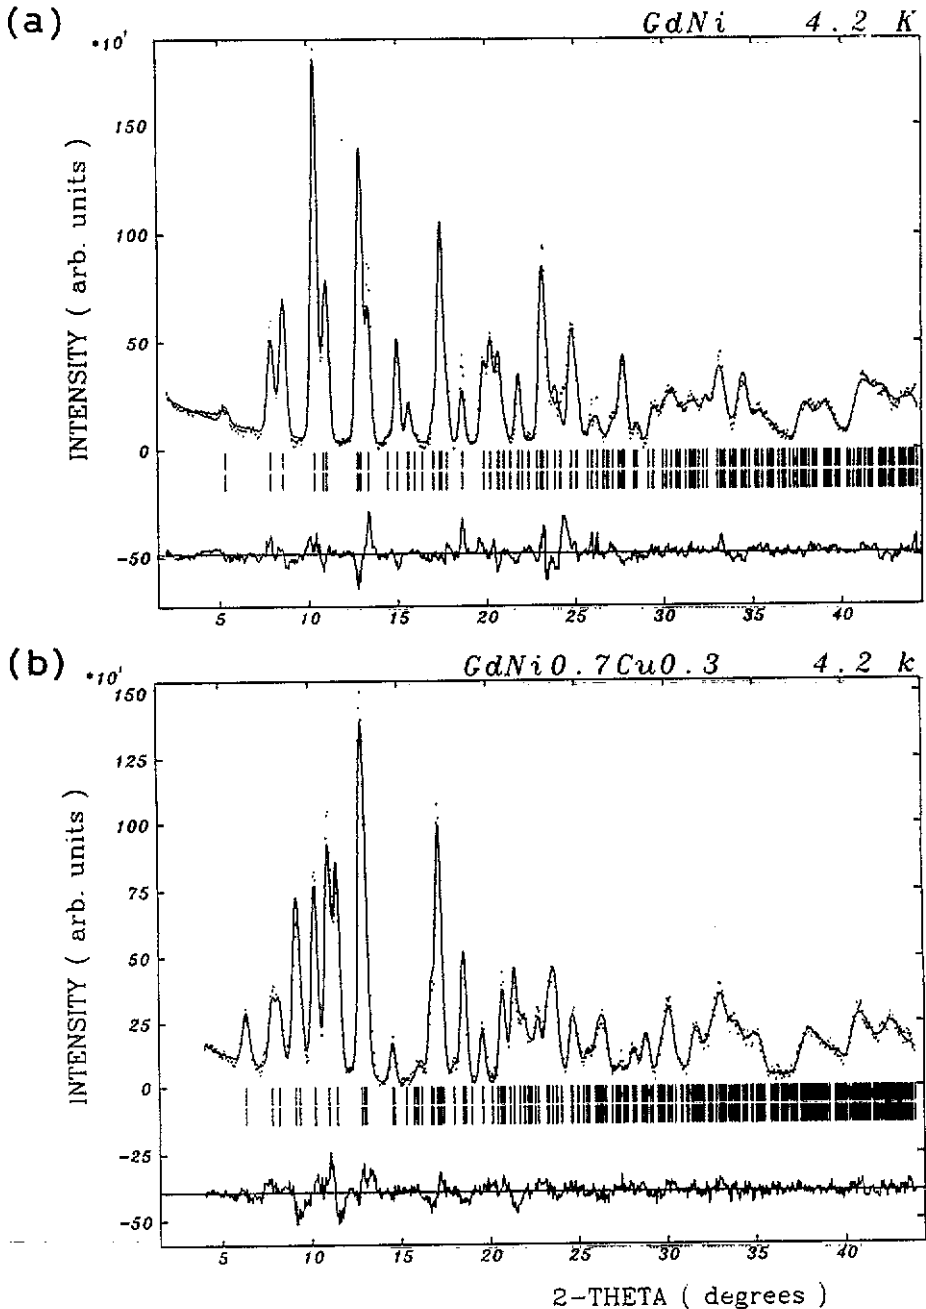 (a) GdNi 4.2 K
*10¹
150
100
50
0
-50
INTENSITY ( arb. units )
5 10 15 20 25 30 35 40
(b) GdNi0.7Cu0.3 4.2 k
*10¹
150
125
100
75
50
25
0
-25
-50
INTENSITY ( arb. units )
5 10 15 20 25 30 35 40
2-THETA ( degrees )